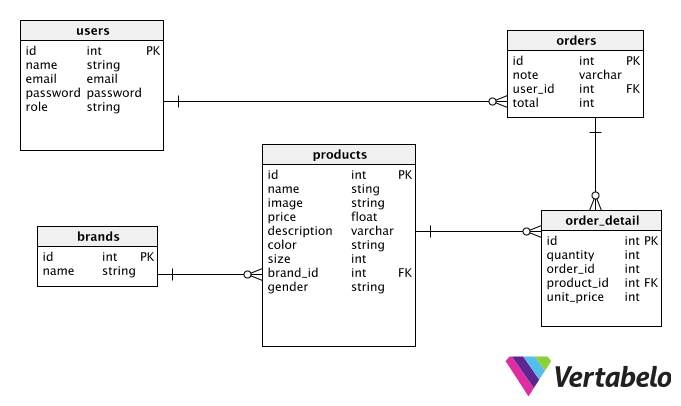 users
id int PK
name string
email email
password password
role string
orders
id int PK
note varchar
user_id int FK
total int
products
id int PK
name sting
image string
price float
description varchar
color string
size int
brand_id int FK
gender string
brands
id int PK
name string
order_detail
id int PK
quantity int
order_id int
product_id int FK
unit_price int
Vertabelo